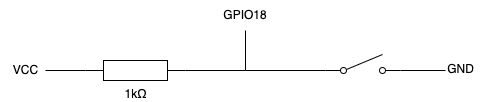 GPIO18
VCC
GND
1kΩ